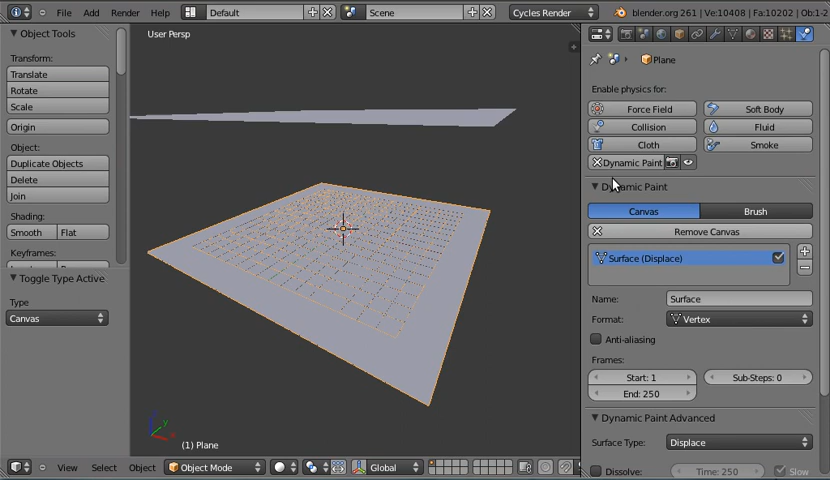 File Add Render Help Default Scene Cycles Render blender.org 261 | Ve:10408 | Fa:10202 | Ob:1-2
Object Tools
Transform:
Translate
Rotate
Scale
Origin
Object:
Duplicate Objects
Delete
Join
Shading:
Smooth Flat
Keyframes:
Toggle Type Active
Type
Canvas
User Persp
z
y
(1) Plane
View Select Object Object Mode Global
Plane
Enable physics for:
Force Field Soft Body
Collision Fluid
Cloth Smoke
Dynamic Paint
Dynamic Paint
Canvas Brush
Remove Canvas
Surface (Displace)
Name: Surface
Format: Vertex
Anti-aliasing
Frames:
Start: 1 Sub-Steps: 0
End: 250
Dynamic Paint Advanced
Surface Type: Displace
Dissolve: Time: 250 Slow